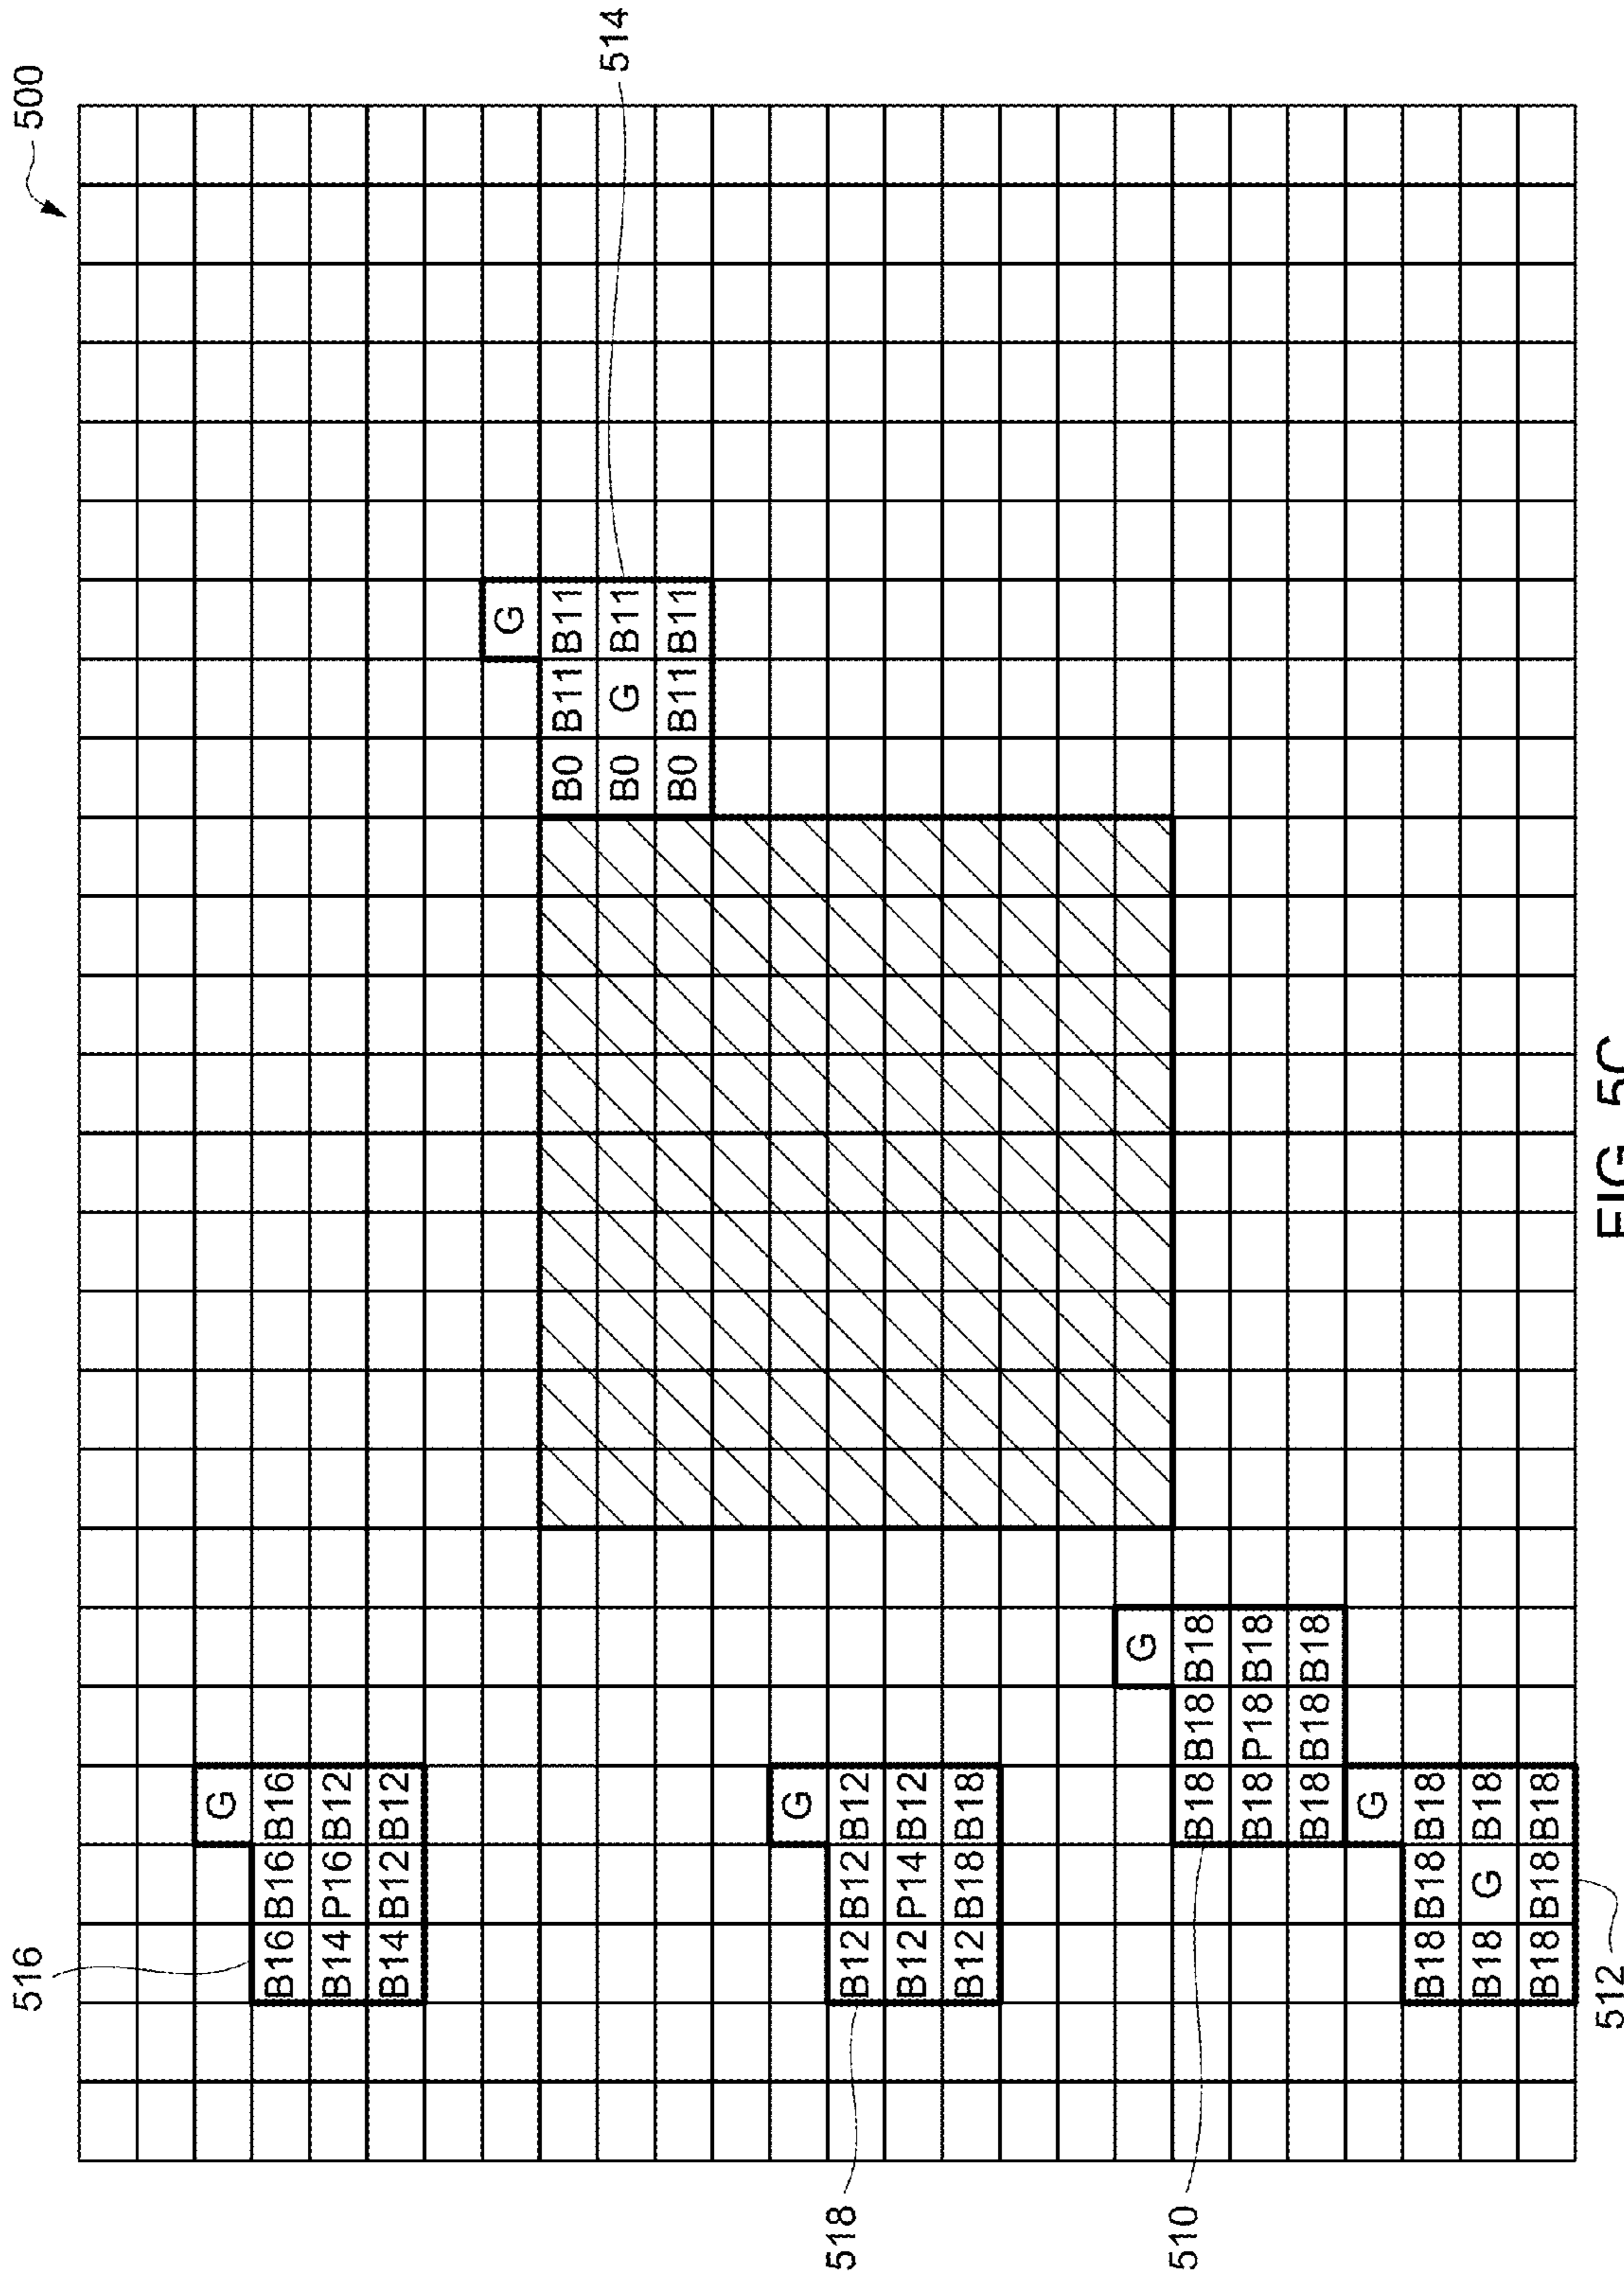 516 500
G
B16 B16 B16
B14 P16 B12
B14 B12 B12
G
B0 B11 B11
B0 G B11 514
B0 B11 B11
G
518 B12 B12 B12
B12 P14 B12
B12 B18 B18
G
510 B18 B18 B18
B18 P18 B18
B18 B18 B18
G
B18 B18 B18
B18 G B18
B18 B18 B18
512 FIG. 5C